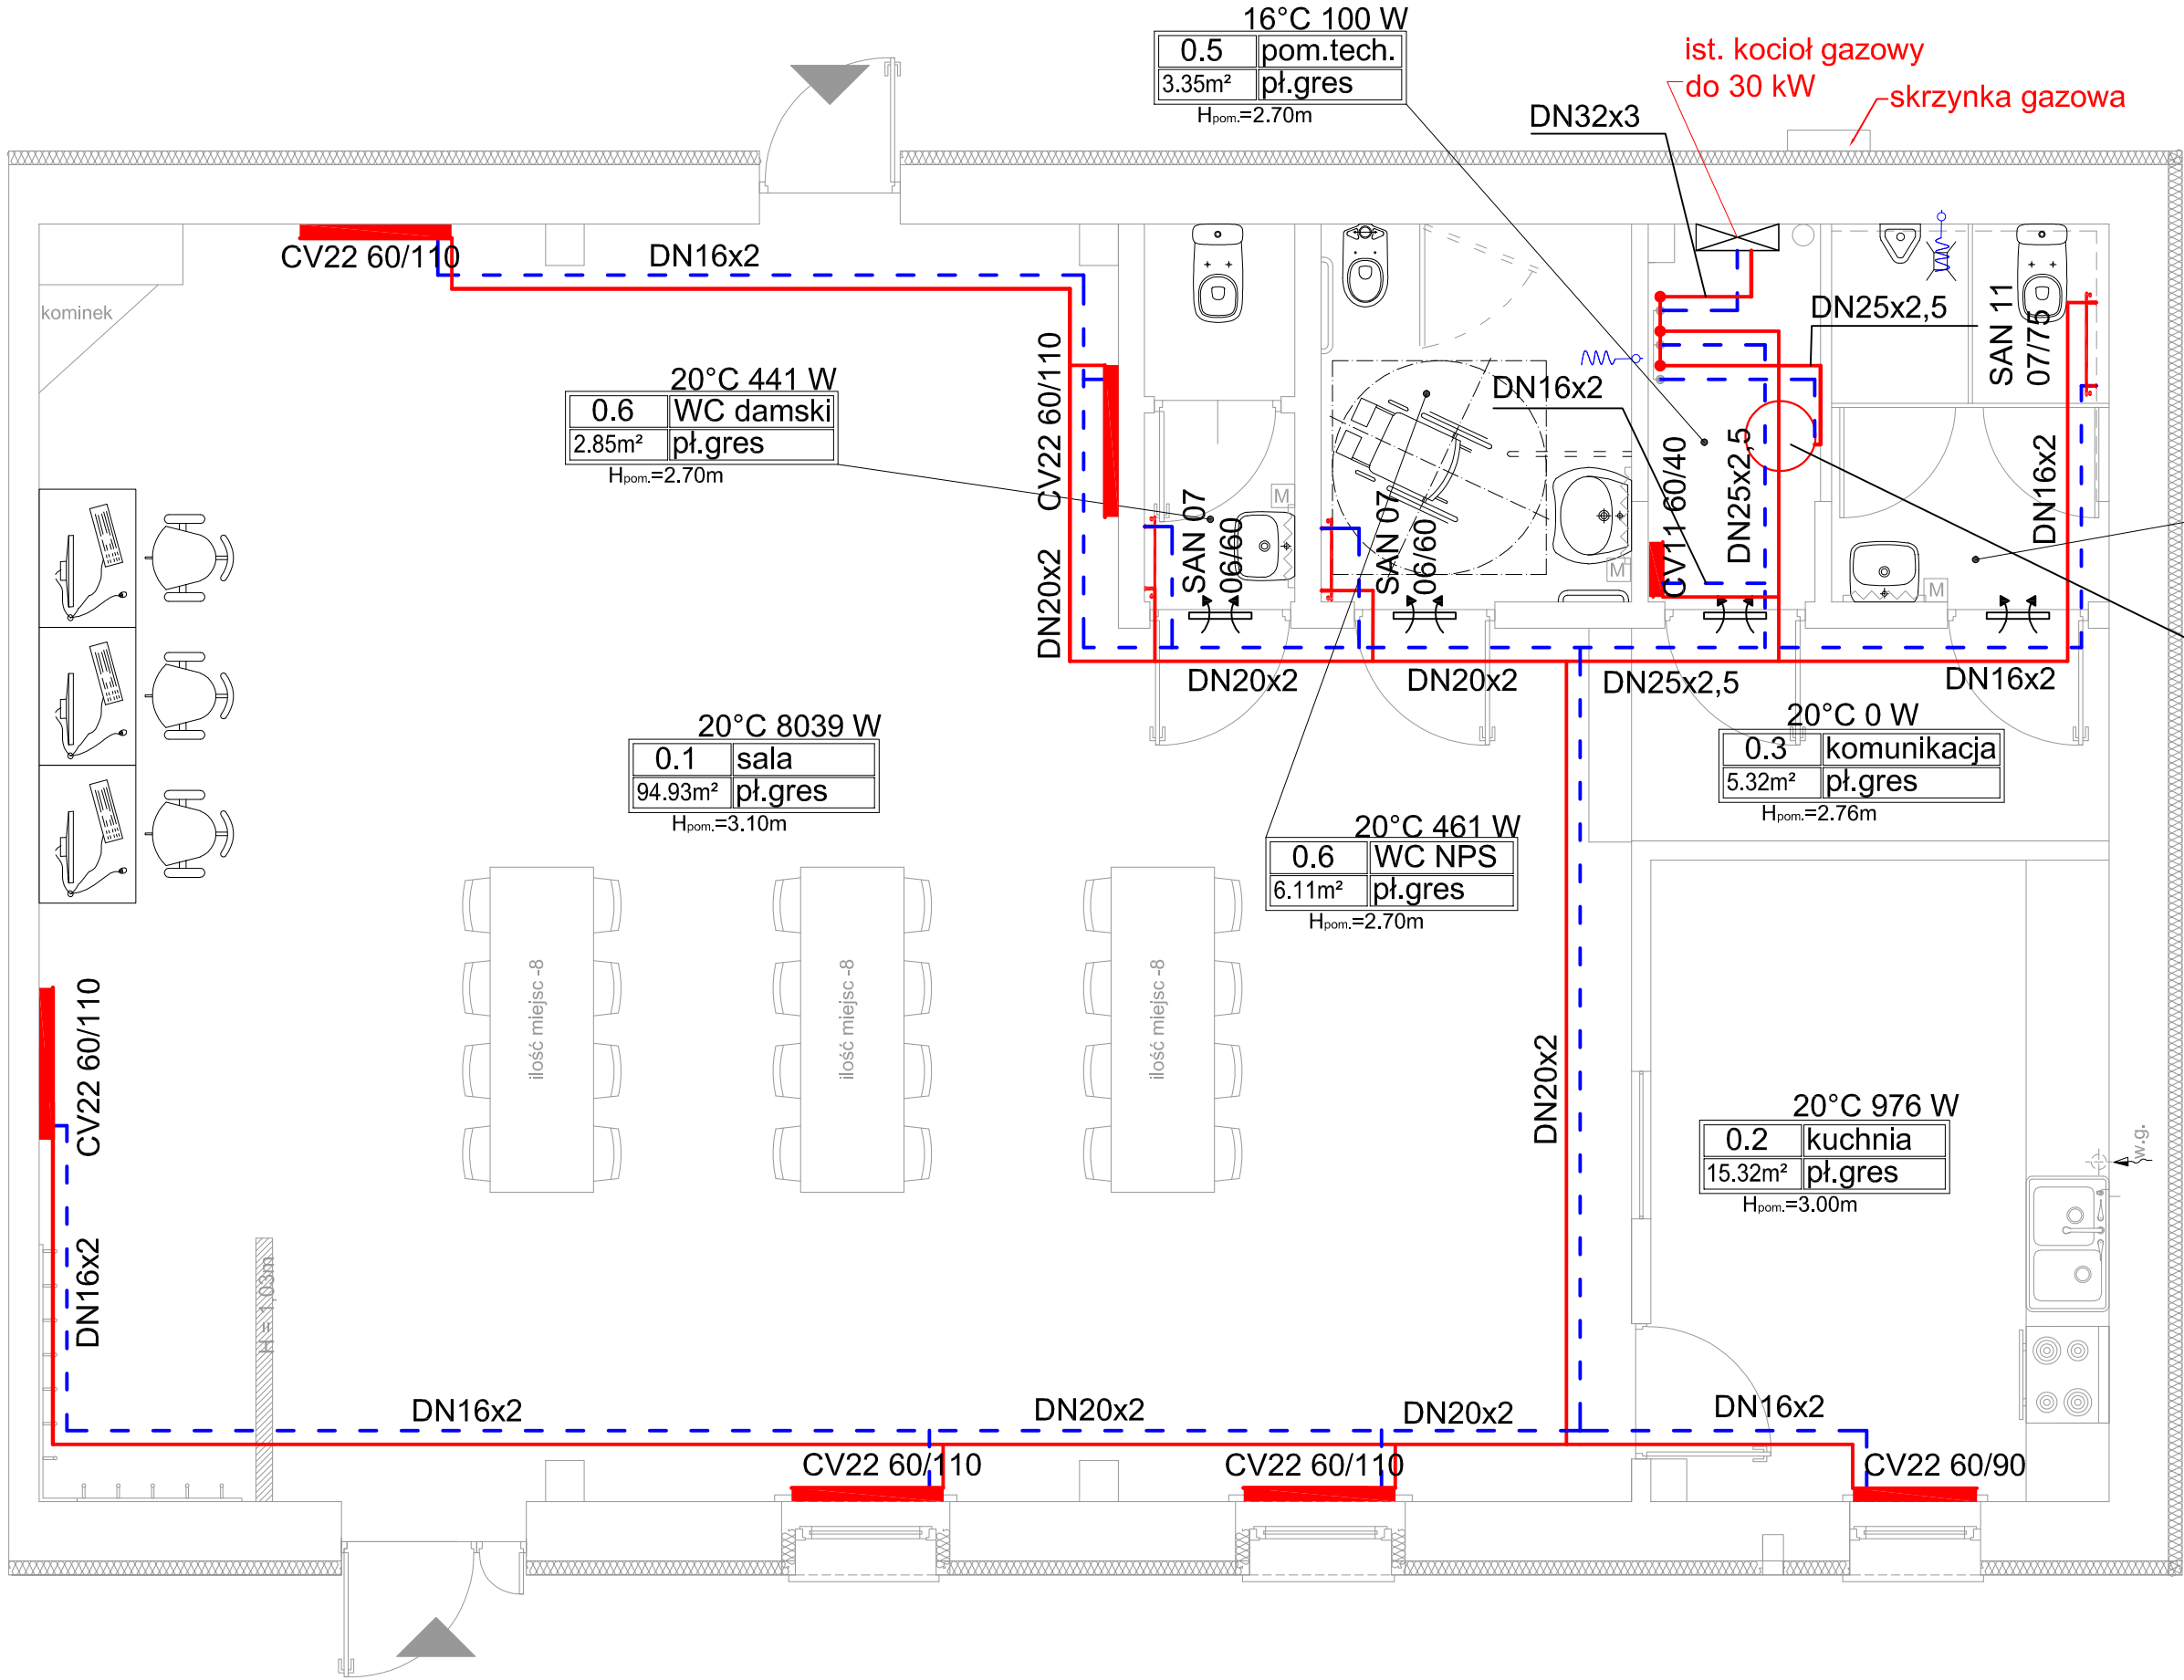 16°C 100 W
0.5 pom.tech.
3.35m² pł.gres
Hpom.=2.70m
ist. kocioł gazowy
do 30 kW
skrzynka gazowa
DN32x3
CV22 60/110
DN16x2
kominek
DN25x2,5
SAN 11
07/75
CV22 60/110
20°C 441 W
0.6 WC damski
2.85m² pł.gres
Hpom.=2.70m
DN16x2
CV11 60/40
DN25x2,5
DN16x2
M
SAN 07
06/60
SAN 07
06/60
M
M
DN20x2
DN20x2
DN20x2
DN25x2,5
DN16x2
20°C 8039 W
0.1 sala
94.93m² pł.gres
Hpom.=3.10m
20°C 0 W
0.3 komunikacja
5.32m² pł.gres
Hpom.=2.76m
20°C 461 W
0.6 WC NPS
6.11m² pł.gres
Hpom.=2.70m
ilość miejsc -8
ilość miejsc -8
ilość miejsc -8
CV22 60/110
DN20x2
20°C 976 W
0.2 kuchnia
15.32m² pł.gres
Hpom.=3.00m
w.g.
DN16x2
H = 1,03m
DN16x2
DN20x2
DN20x2
DN16x2
CV22 60/110
CV22 60/110
CV22 60/90